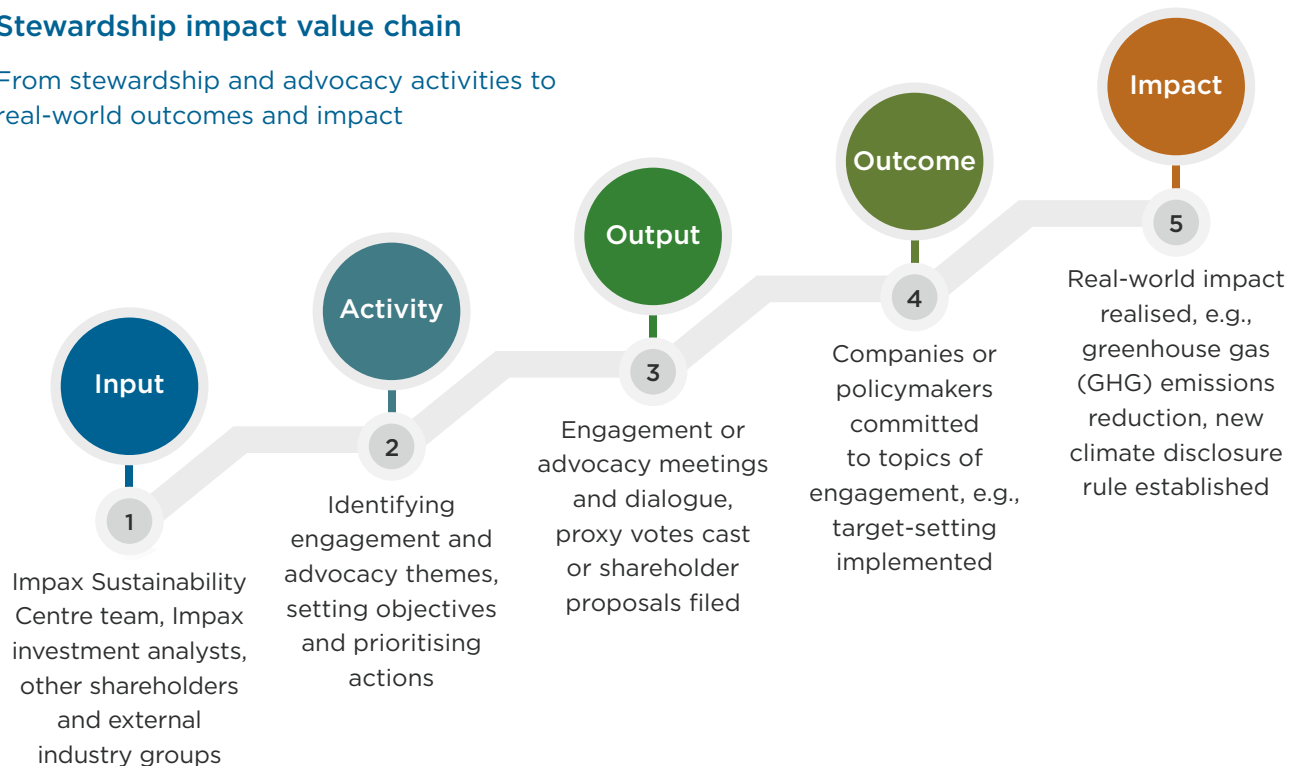 Stewardship impact value chain
From stewardship and advocacy activities to
real-world outcomes and impact
Input
1
Impax Sustainability
Centre team, Impax
investment analysts,
other shareholders
and external
industry groups
Activity
2
Identifying
engagement and
advocacy themes,
setting objectives
and prioritising
actions
Output
3
Engagement or
advocacy meetings
and dialogue,
proxy votes cast
or shareholder
proposals filed
Outcome
4
Companies or
policymakers
committed
to topics of
engagement, e.g.,
target-setting
implemented
Impact
5
Real-world impact
realised, e.g.,
greenhouse gas
(GHG) emissions
reduction, new
climate disclosure
rule established